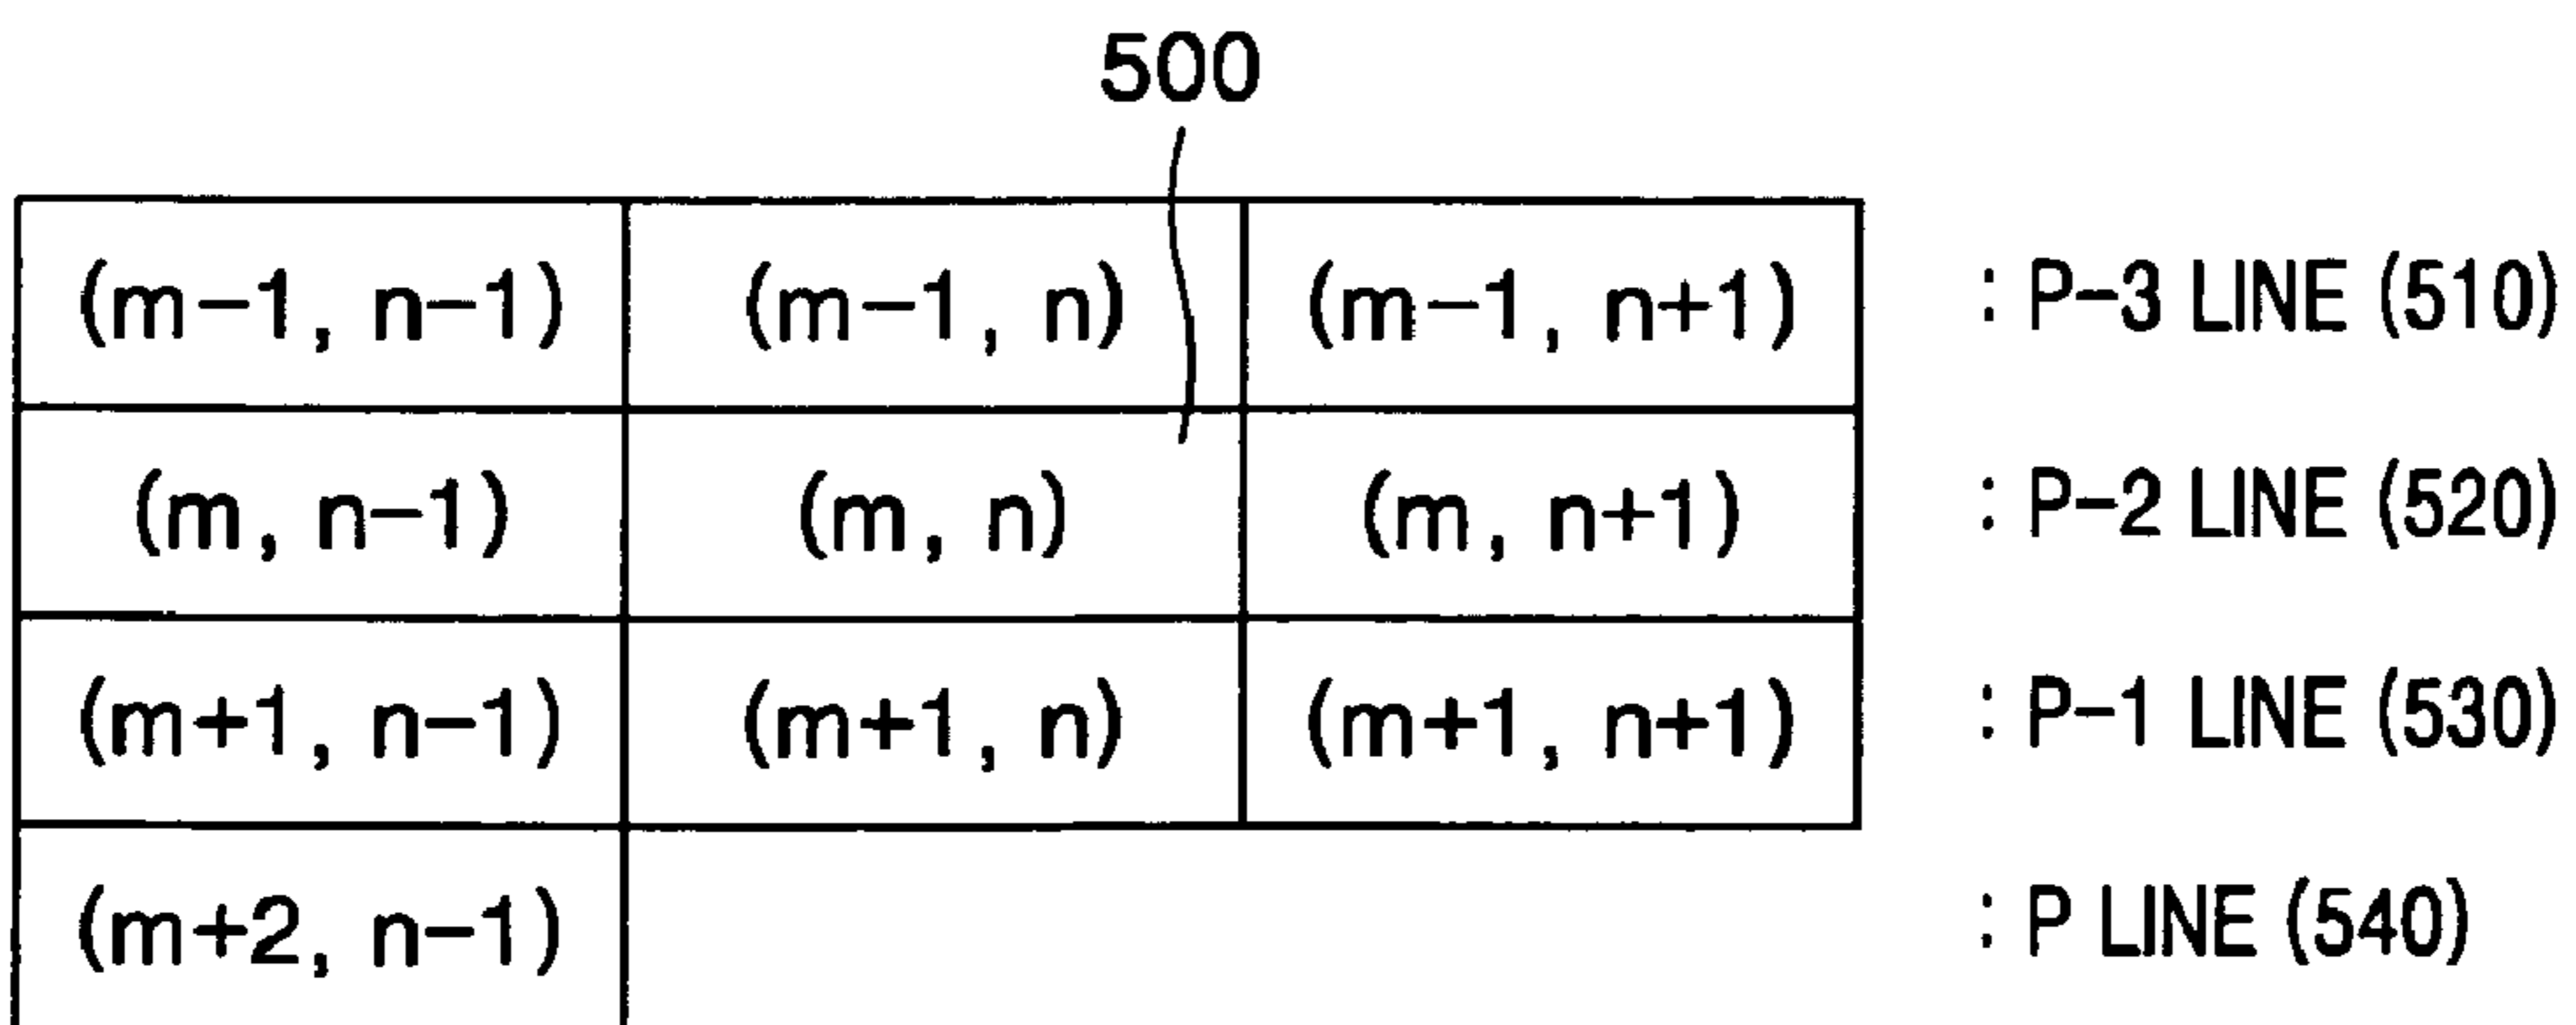 500
(m-1, n-1) (m-1, n) (m-1, n+1) : P-3 LINE (510)
(m, n-1) (m, n) (m, n+1) : P-2 LINE (520)
(m+1, n-1) (m+1, n) (m+1, n+1) : P-1 LINE (530)
(m+2, n-1) : P LINE (540)